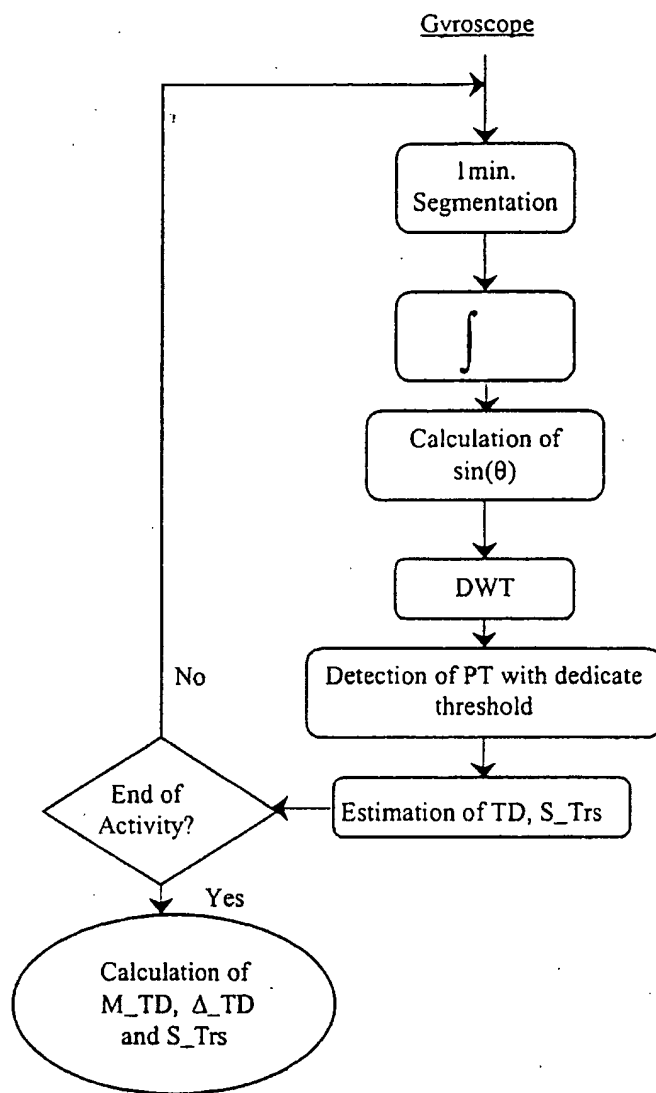 Gyroscope
1min.
Segmentation
∫
Calculation of
sin(θ)
DWT
Detection of PT with dedicate
threshold
Estimation of TD, S_Trs
End of
Activity?
No
Yes
Calculation of
M_TD, Δ_TD
and S_Trs